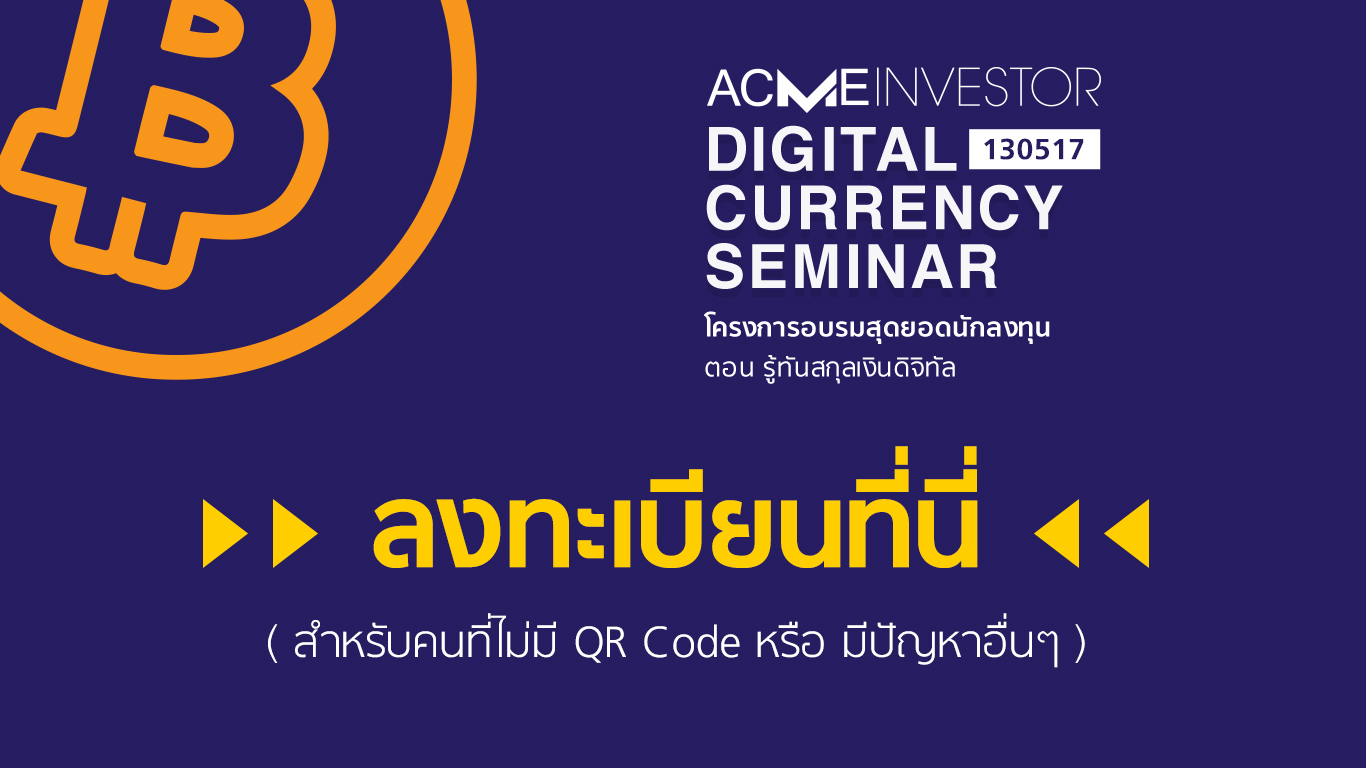 ACMEINVESTOR
DIGITAL 130517
CURRENCY
SEMINAR
โครงการอบรมสุดยอดนักลงทุน
ตอน รู้ทันสกุลเงินดิจิทัล
ลงทะเบียนที่นี่
( สำหรับคนที่ไม่มี QR Code หรือ มีปัญหาอื่นๆ )